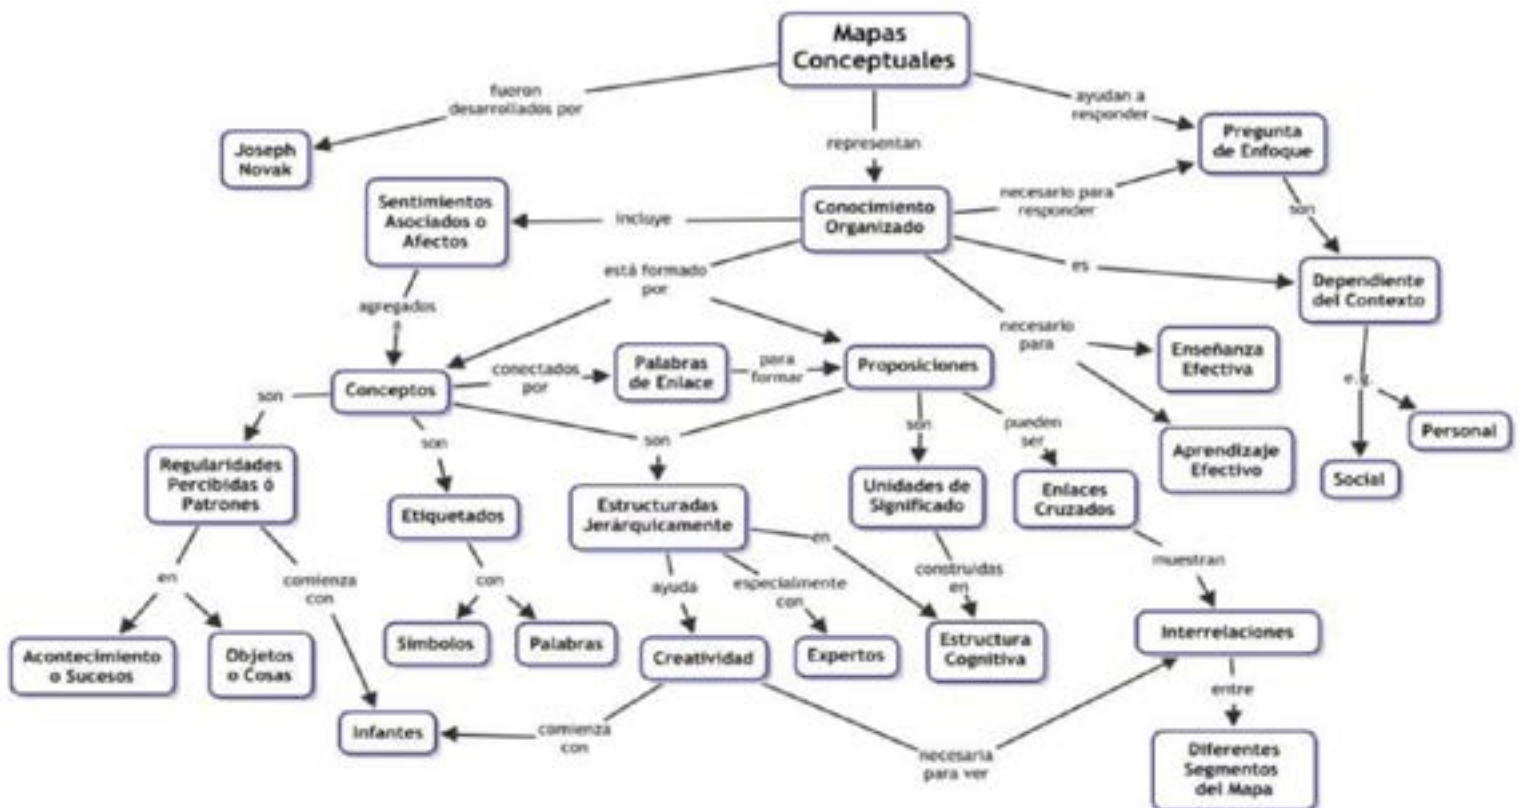 Mapas
Conceptuales
fueron
desarrollados por
ayudan a
responder
representan
Joseph
Novak
Pregunta
de Enfoque
Sentimientos
Asociados o
Afectos
incluye
Conocimiento
Organizado
necesario para
responder
son
está formado
por
es
Dependiente
del Contexto
agregados
a
necesario
para
Enseñanza
Efectiva
conectados
por
Palabras
de Enlace
para
formar
Proposiciones
Conceptos
e.g.
son
son
son
son
pueden
ser
Aprendizaje
Efectivo
Personal
Social
Regularidades
Percibidas ó
Patrones
Etiquetados
Estructuradas
Jerárquicamente
Unidades de
Significado
Enlaces
Cruzados
en
comienza
con
con
ayuda
especialmente
con
en
construidas
en
muestran
Acontecimiento
o Sucesos
Objetos
o Cosas
Símbolos
Palabras
Creatividad
Expertos
Estructura
Cognitiva
Interrelaciones
Infantes
comienza
con
necesaria
para ver
entre
Diferentes
Segmentos
del Mapa